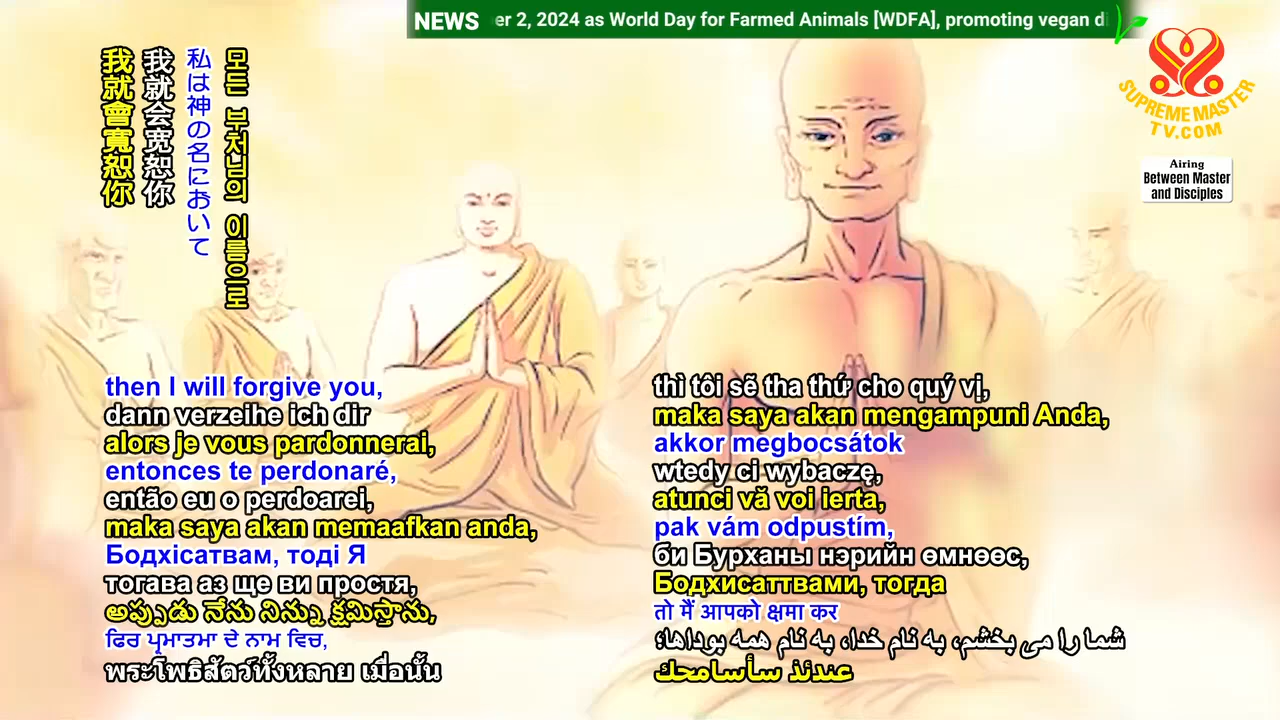 NEWS er 2, 2024 as World Day for Farmed Animals [WDFA], promoting vegan di
SUPREME MASTER
TV.COM
Airing
Between Master
and Disciples
모든 부처님의 이름으로
私は神の名において
我就会宽恕你
我就會寬恕你
then I will forgive you,
dann verzeihe ich dir
alors je vous pardonnerai,
entonces te perdonaré,
então eu o perdoarei,
maka saya akan memaafkan anda,
Бодхісатвам, тоді Я
тогава аз ще ви простя,
అప్పుడు నేను నిన్ను క్షమిస్తాను,
ਫਿਰ ਪ੍ਰਮਾਤਮਾ ਦੇ ਨਾਮ ਵਿਚ,
พระโพธิสัตว์ทั้งหลาย เมื่อนั้น
thì tôi sẽ tha thứ cho quý vị,
maka saya akan mengampuni Anda,
akkor megbocsátok
wtedy ci wybaczę,
atunci vă voi ierta,
pak vám odpustím,
би Бурханы нэрийн өмнөөс,
Бодхисаттвами, тогда
तो मैं आपको क्षमा कर
شما را می بخشم، به نام خدا، به نام همه بوداها؛
عندئذ سأسامحك